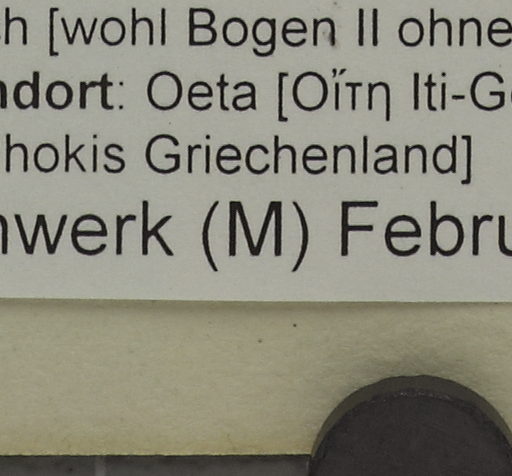 h [wohl Bogen II ohne
ndort: Oeta [Οἴτη Iti-G
hokis Griechenland]
nwerk (M) Febru